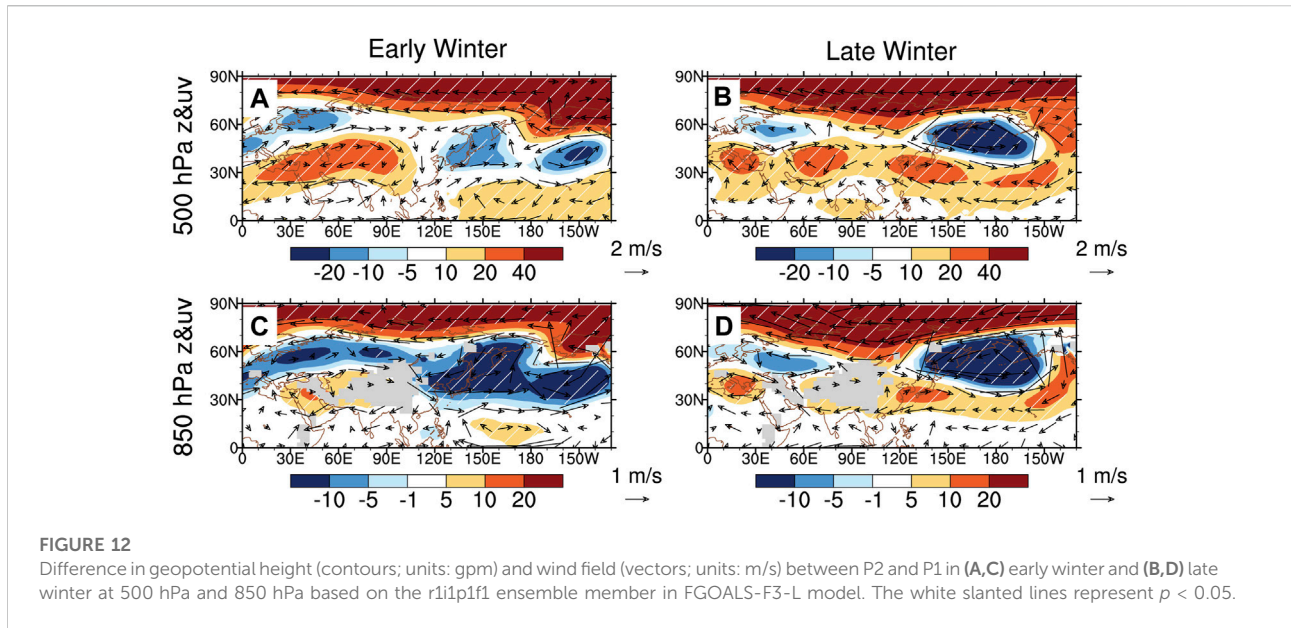 Early Winter
Late Winter
500 hPa z&uv
90N
60N
30N
0
A
0 30E 60E 90E 120E 150E 180 150W
-20 -10 -5 10 20 40
2 m/s
90N
60N
30N
0
B
0 30E 60E 90E 120E 150E 180 150W
-20 -10 -5 10 20 40
2 m/s
850 hPa z&uv
90N
60N
30N
0
C
0 30E 60E 90E 120E 150E 180 150W
-10 -5 -1 5 10 20
1 m/s
90N
60N
30N
0
D
0 30E 60E 90E 120E 150E 180 150W
-10 -5 -1 5 10 20
1 m/s
FIGURE 12
Difference in geopotential height (contours; units: gpm) and wind field (vectors; units: m/s) between P2 and P1 in (A,C) early winter and (B,D) late
winter at 500 hPa and 850 hPa based on the r1i1p1f1 ensemble member in FGOALS-F3-L model. The white slanted lines represent p < 0.05.